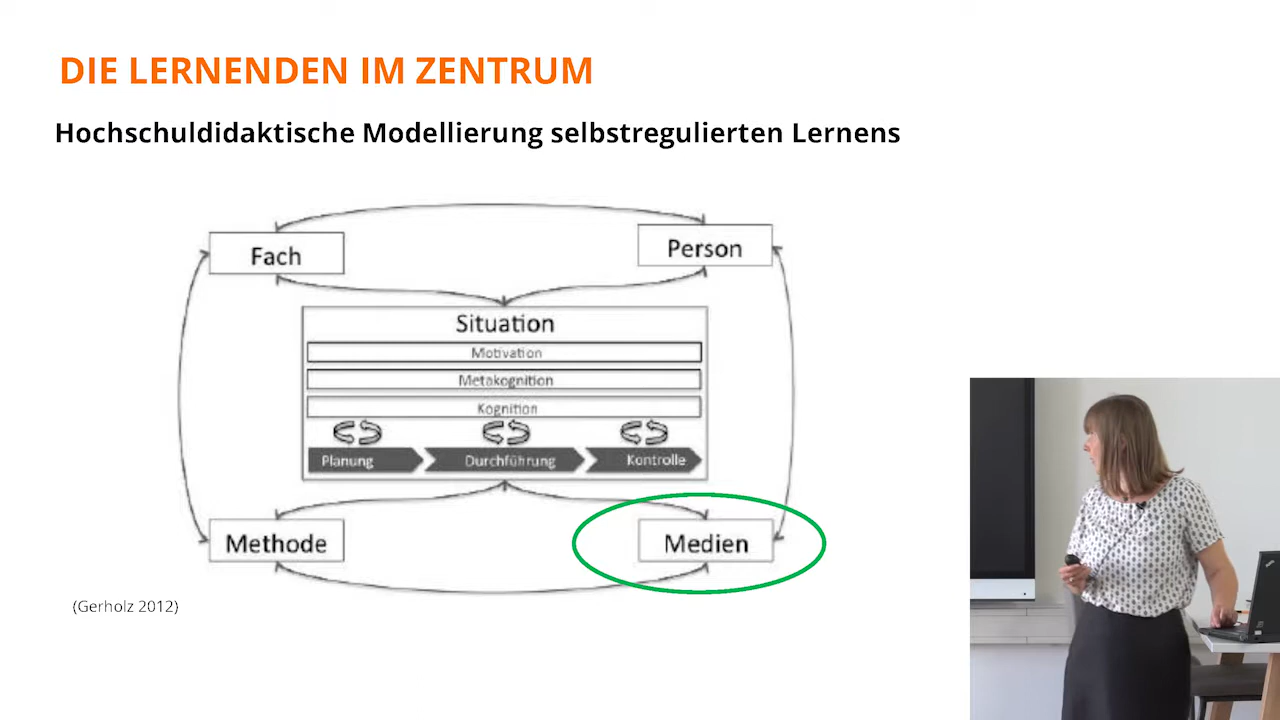 DIE LERNENDEN IM ZENTRUM
Hochschuldidaktische Modellierung selbstregulierten Lernens
Fach
Person
Situation
Motivation
Metakognition
Kognition
Planung
Durchführung
Kontrolle
Methode
Medien
(Gerholz 2012)